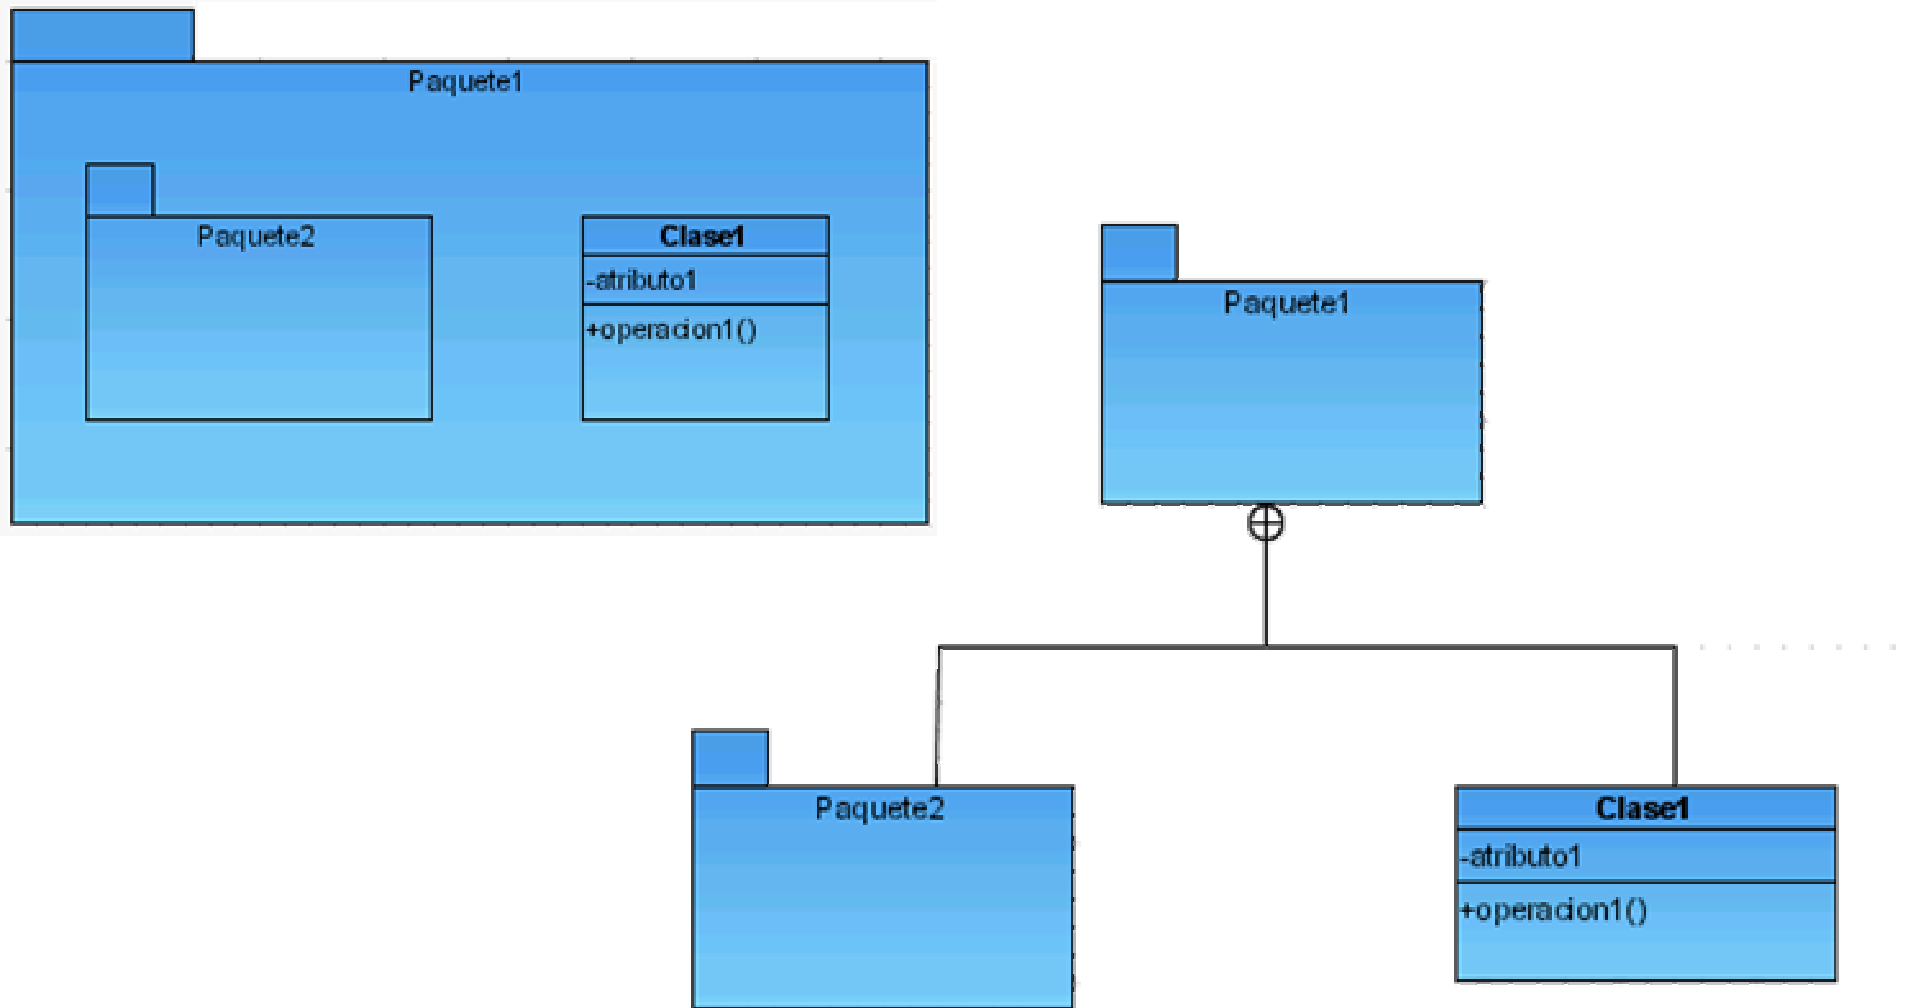 Paquete1
Paquete2
Clase1
-atributo1
+operacion1()
Paquete1
Paquete2
Clase1
-atributo1
+operacion1()